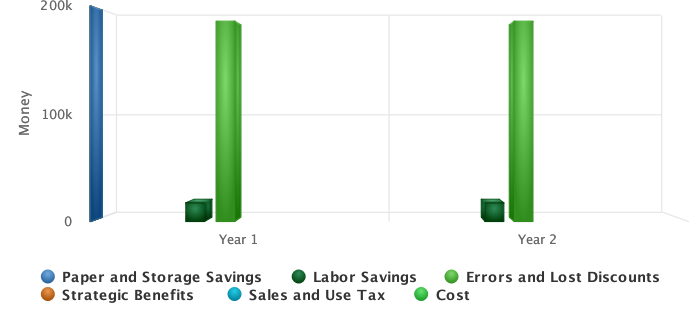 200k
100k
Money
0
Year 1 Year 2
Paper and Storage Savings Labor Savings Errors and Lost Discounts
Strategic Benefits Sales and Use Tax Cost